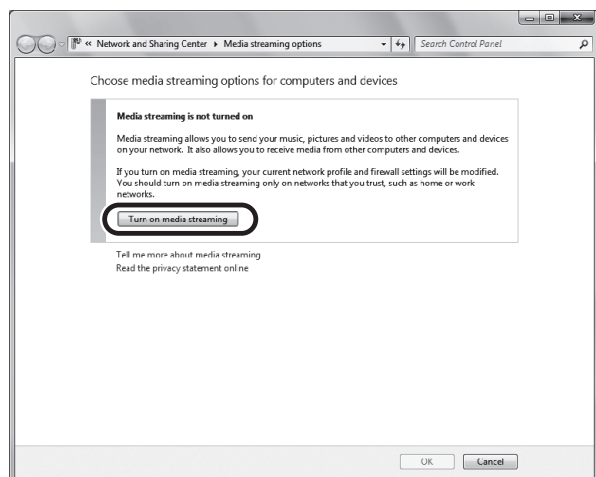 « Network and Sharing Center ▸ Media streaming options
Search Control Panel
Choose media streaming options for computers and devices
Media streaming is not turned on
Media streaming allows you to send your music, pictures and videos to other computers and devices
on your network. It also allows you to receive media from other computers and devices.
If you turn on media streaming, your current network profile and firewall settings will be modified.
You should turn on media streaming only on networks that you trust, such as home or work
networks.
Turn on media streaming
Tell me more about media streaming
Read the privacy statement online
OK
Cancel